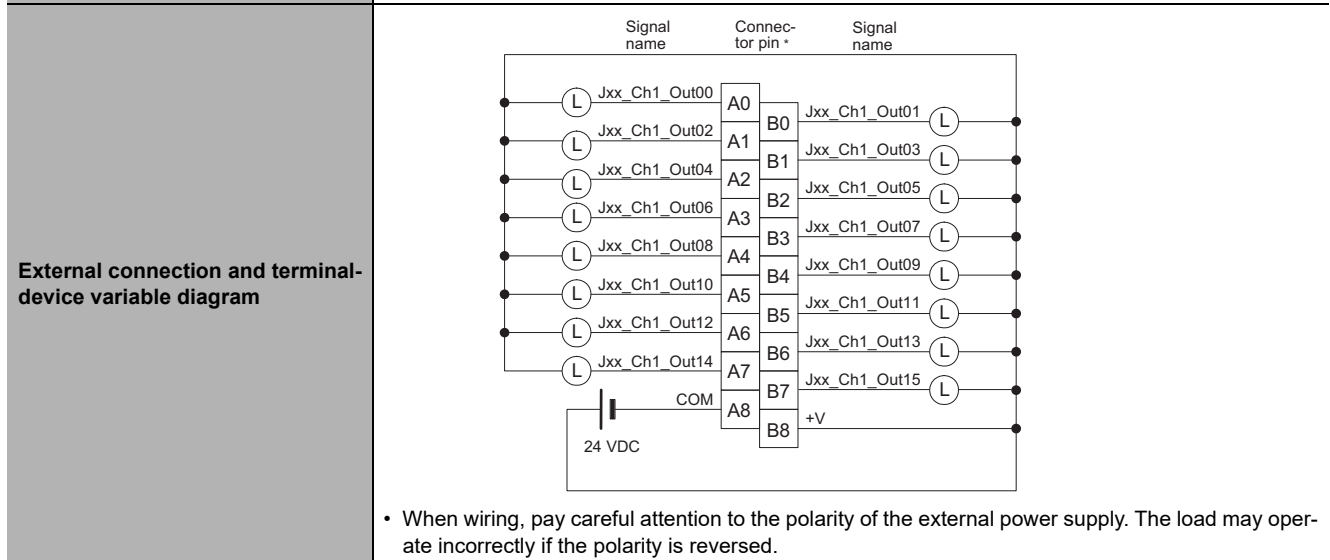 External connection and terminal-
device variable diagram
Signal
name
Connec-
tor pin *
Signal
name
L Jxx_Ch1_Out00 A0
B0 Jxx_Ch1_Out01 L
L Jxx_Ch1_Out02 A1
B1 Jxx_Ch1_Out03 L
L Jxx_Ch1_Out04 A2
B2 Jxx_Ch1_Out05 L
L Jxx_Ch1_Out06 A3
B3 Jxx_Ch1_Out07 L
L Jxx_Ch1_Out08 A4
B4 Jxx_Ch1_Out09 L
L Jxx_Ch1_Out10 A5
B5 Jxx_Ch1_Out11 L
L Jxx_Ch1_Out12 A6
B6 Jxx_Ch1_Out13 L
L Jxx_Ch1_Out14 A7
B7 Jxx_Ch1_Out15 L
COM A8
B8 +V
24 VDC
• When wiring, pay careful attention to the polarity of the external power supply. The load may oper-
ate incorrectly if the polarity is reversed.